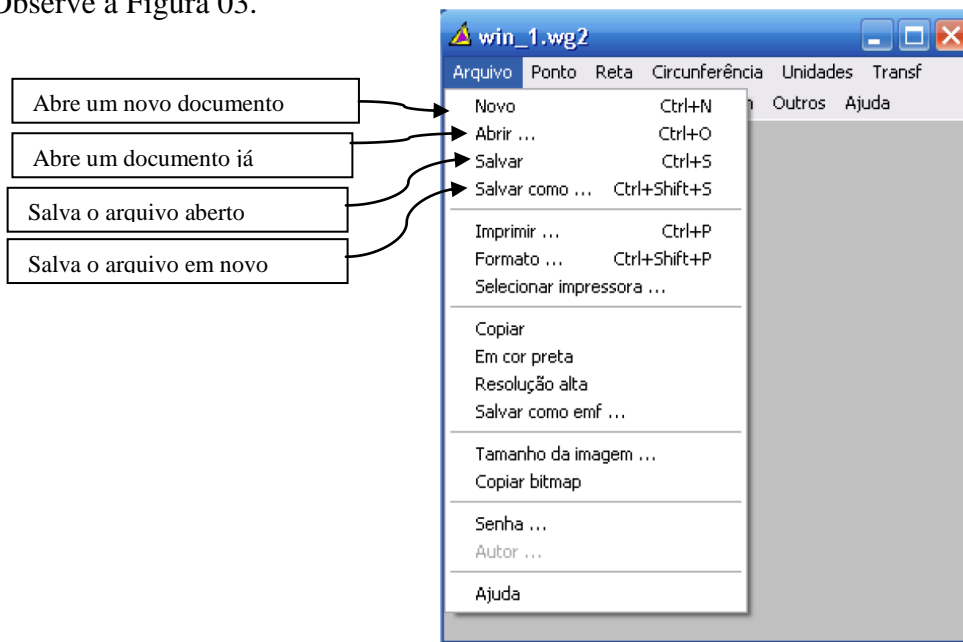 Observe a Figura 03.
win_1.wg2
Arquivo Ponto Reta Circunferência Unidades Transf
Outros Ajuda
Abre um novo documento
Abre um documento já
Salva o arquivo aberto
Salva o arquivo em novo
Novo Ctrl+N
Abrir ... Ctrl+O
Salvar Ctrl+S
Salvar como ... Ctrl+Shift+S
Imprimir ... Ctrl+P
Formato ... Ctrl+Shift+P
Selecionar impressora ...
Copiar
Em cor preta
Resolução alta
Salvar como emf ...
Tamanho da imagem ...
Copiar bitmap
Senha ...
Autor ...
Ajuda